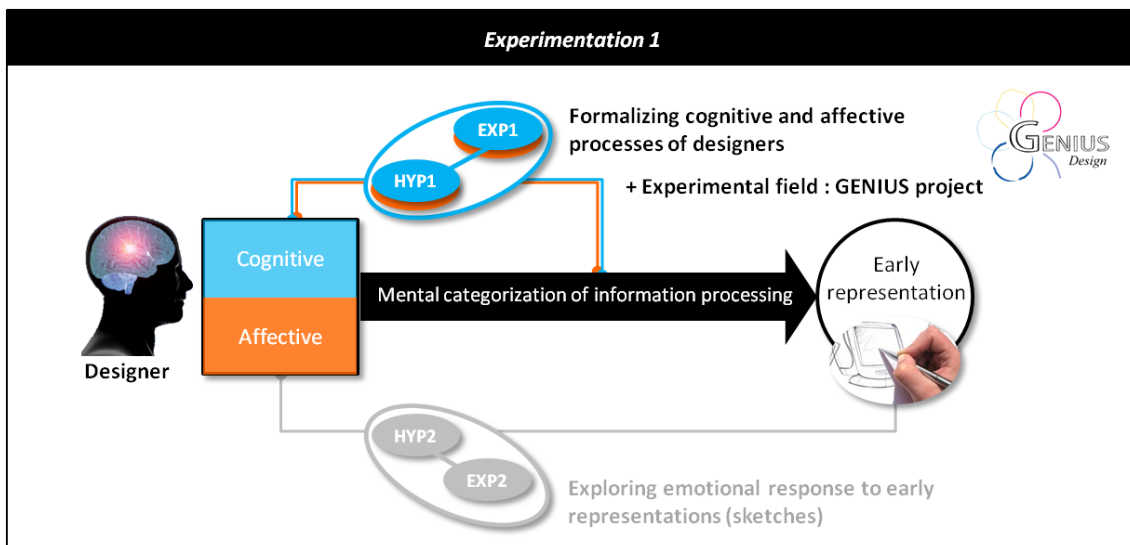 Experimentation 1
EXP1
HYP1
Formalizing cognitive and affective
processes of designers
+ Experimental field : GENIUS project
GENIUS
Design
Cognitive
Affective
Designer
Mental categorization of information processing
Early
representation
HYP2
EXP2
Exploring emotional response to early
representations (sketches)